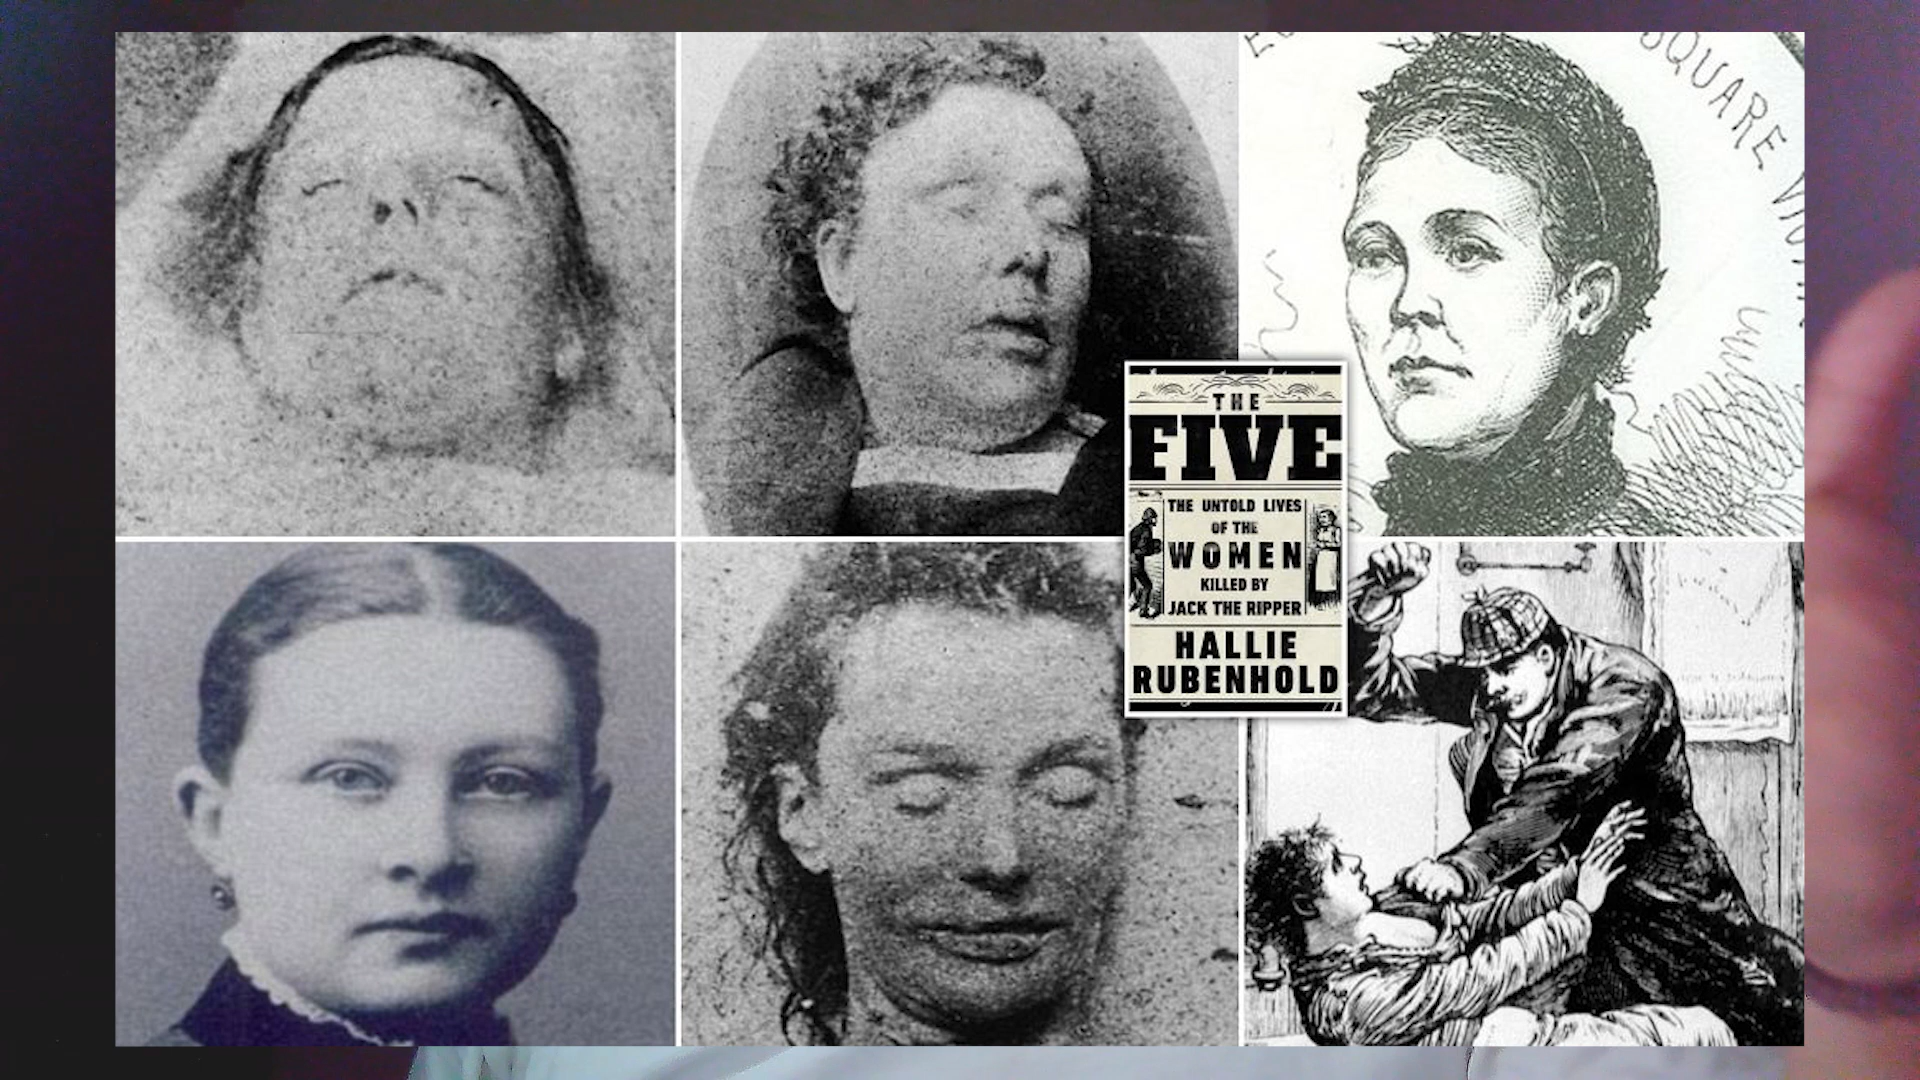 SQUARE
THE
FIVE
THE UNTOLD LIVES
OF THE
WOMEN
KILLED BY
JACK THE RIPPER
HALLIE
RUBENHOLD